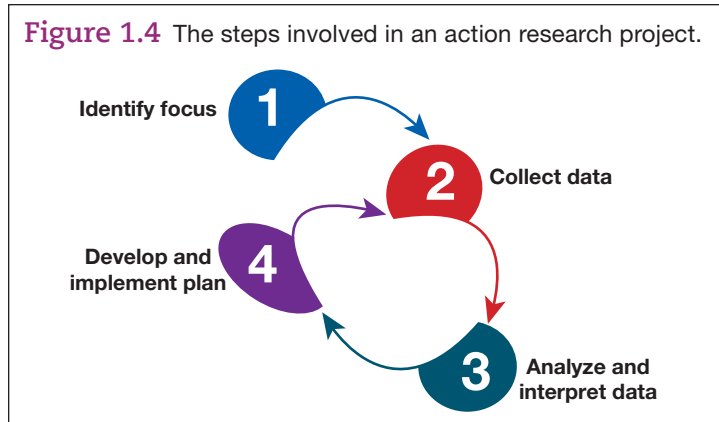 Figure 1.4 The steps involved in an action research project.
1
Identify focus
2
Collect data
3
Analyze and
interpret data
4
Develop and
implement plan